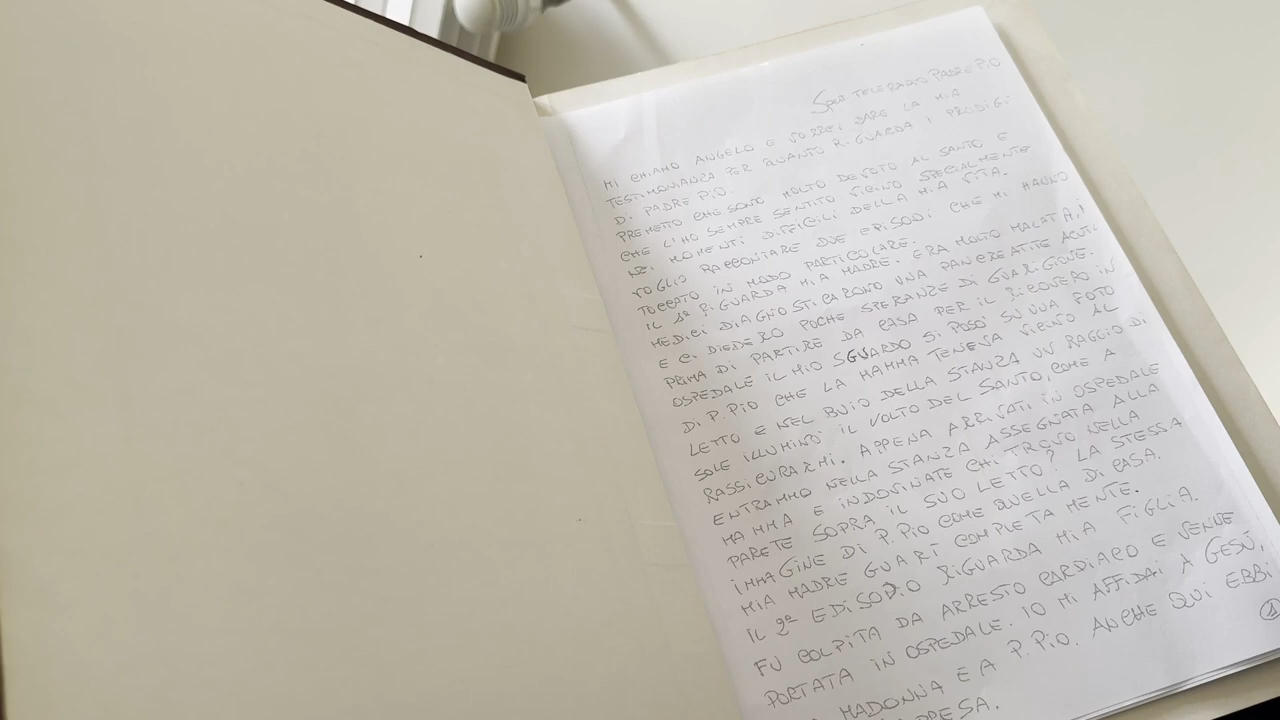 Spett TELERADIO PADRE PIO
MI CHIAMO ANGELO E VORREI DARE LA MIA
TESTIMONIANZA PER QUANTO RIGUARDA I PRODIGI
DI PADRE PIO.
PREMETTO CHE SONO MOLTO DEVOTO AL SANTO E
CHE L'HO SEMPRE SENTITO VICINO SPECIALMENTE
NEI MOMENTI DIFFICILI DELLA MIA VITA.
VOGLIO RACCONTARE DUE EPISODI CHE MI HANNO
TOCCATO IN MODO PARTICOLARE.
IL 1º RIGUARDA MIA MADRE. ERA MOLTO MALATA, I
MEDICI DIAGNOSTICARONO UNA PANCREATITE ACUTA
E CI DIEDERO POCHE SPERANZE DI GUARIGIONE.
PRIMA DI PARTIRE DA CASA PER IL RICOVERO IN
OSPEDALE IL MIO SGUARDO SI POSÒ SU UNA FOTO
DI P. PIO CHE LA MAMMA TENEVA VICINO AL
LETTO E NEL BUIO DELLA STANZA UN RAGGIO DI
SOLE ILLUMINÒ IL VOLTO DEL SANTO COME A
RASSICURARMI. APPENA ARRIVATI IN OSPEDALE
ENTRAMMO NELLA STANZA ASSEGNATA ALLA
MAMMA E INDOVINATE CHI TROVO NELLA
PARETE SOPRA IL SUO LETTO? LA STESSA
IMMAGINE DI P. PIO COME QUELLA DI CASA.
MIA MADRE GUARÌ COMPLETAMENTE.
IL 2º EDISODIO RIGUARDA MIA FIGLIA.
FU COLPITA DA ARRESTO CARDIACO E VENNE
PORTATA IN OSPEDALE. IO MI AFFIDAI A GESÙ,
MADONNA E A P. PIO. ANCHE QUI EBBI
1